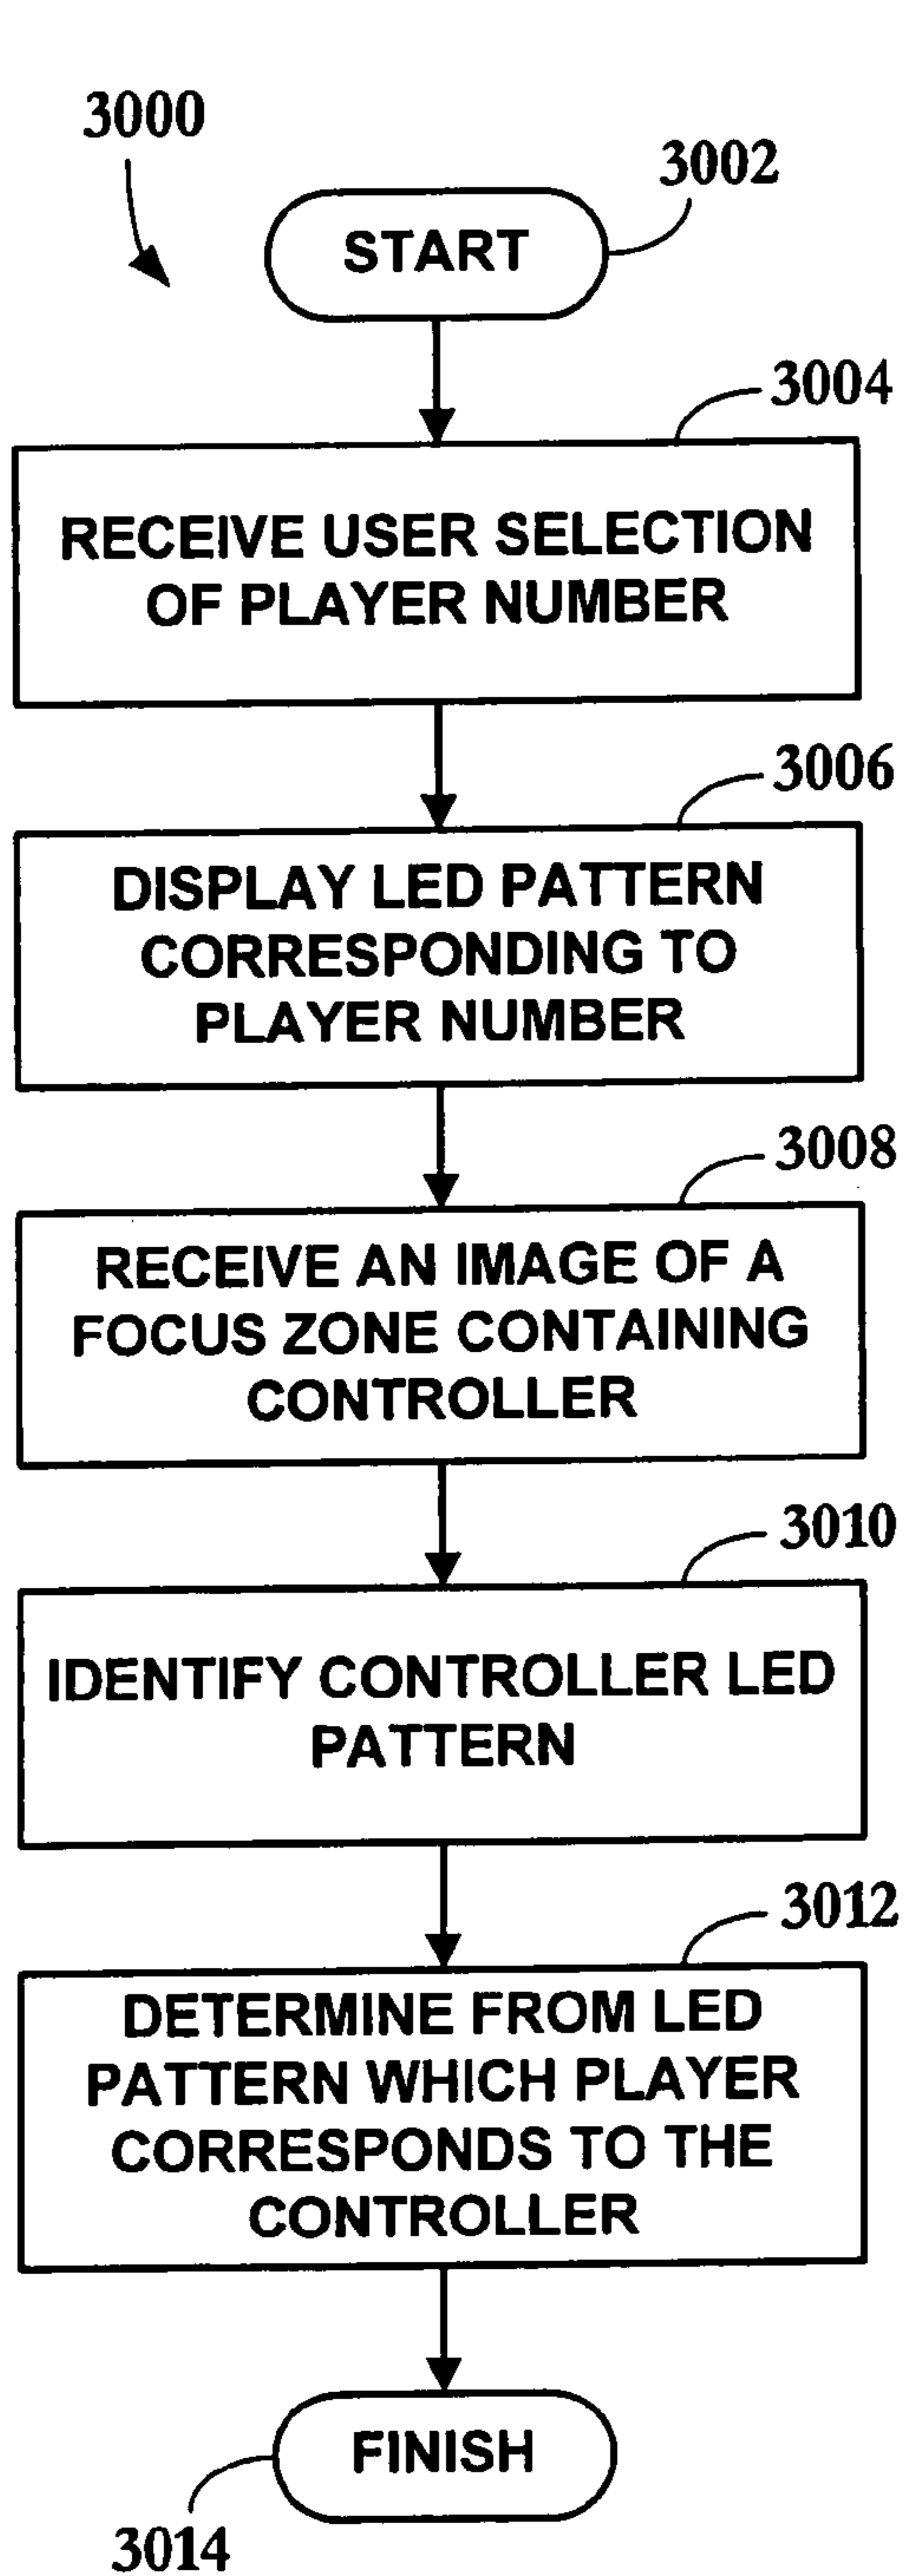 3000
3002
START
3004
RECEIVE USER SELECTION
OF PLAYER NUMBER
3006
DISPLAY LED PATTERN
CORRESPONDING TO
PLAYER NUMBER
3008
RECEIVE AN IMAGE OF A
FOCUS ZONE CONTAINING
CONTROLLER
3010
IDENTIFY CONTROLLER LED
PATTERN
3012
DETERMINE FROM LED
PATTERN WHICH PLAYER
CORRESPONDS TO THE
CONTROLLER
FINISH
3014